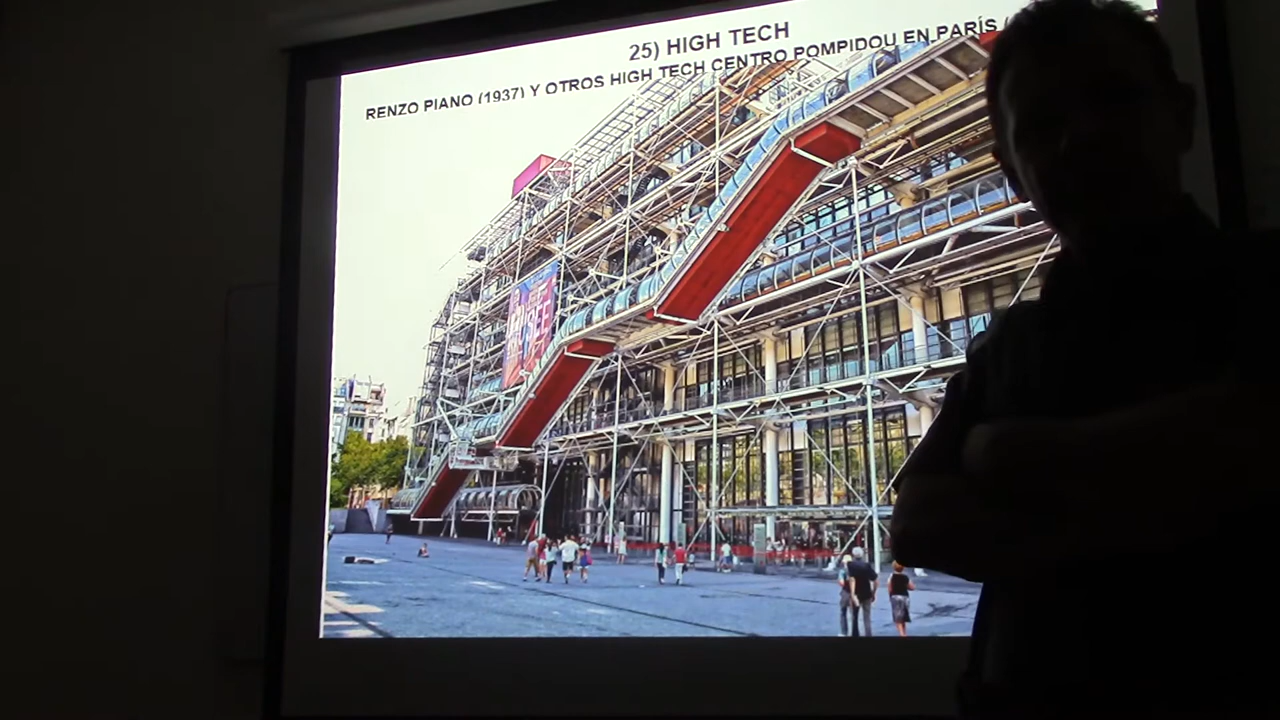 25) HIGH TECH
RENZO PIANO (1937) Y OTROS HIGH TECH CENTRO POMPIDOU EN PARÍS (